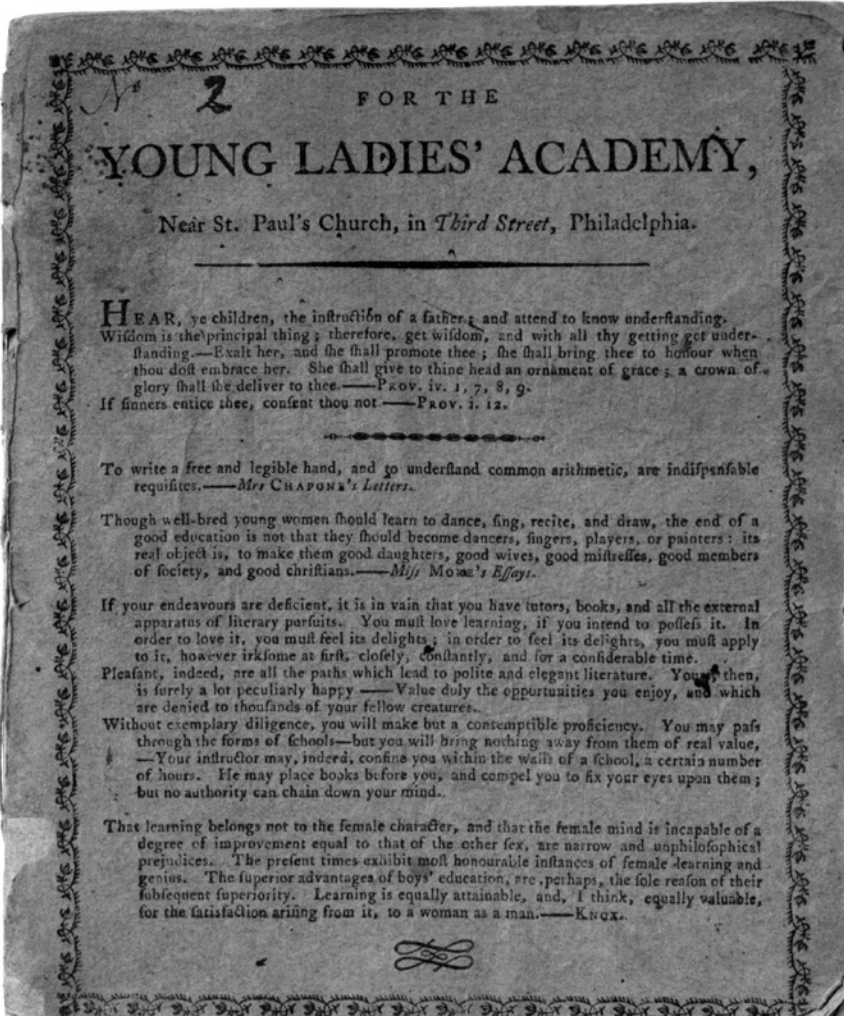 Nº 2
FOR THE
YOUNG LADIES' ACADEMY,
Near St. Paul's Church, in Third Street, Philadelphia.
HEAR, ye children, the inſtruction of a father; and attend to know underſtanding.
Wiſdom is the principal thing; therefore, get wiſdom, and with all thy getting get under-
ſtanding.—Exalt her, and ſhe ſhall promote thee; ſhe ſhall bring thee to honour when
thou doſt embrace her. She ſhall give to thine head an ornament of grace; a crown of
glory ſhall ſhe deliver to thee.——PROV. iv. 1, 7, 8, 9.
If ſinners entice thee, conſent thou not.——PROV. i. 12.
To write a free and legible hand, and to underſtand common arithmetic, are indiſpenſable
requiſites.——Mrs CHAPONE's Letters.
Though well-bred young women ſhould learn to dance, ſing, recite, and draw, the end of a
good education is not that they ſhould become dancers, ſingers, players, or painters: its
real object is, to make them good daughters, good wives, good miſtreſſes, good members
of ſociety, and good chriſtians.——Miſs MORE's Eſſays.
If your endeavours are deficient, it is in vain that you have tutors, books, and all the external
apparatus of literary purſuits. You muſt love learning, if you intend to poſſeſs it. In
order to love it, you muſt feel its delights; in order to feel its delights, you muſt apply
to it, however irkſome at firſt, cloſely, conſtantly, and for a conſiderable time.
Pleaſant, indeed, are all the paths which lead to polite and elegant literature. Yours, then,
is ſurely a lot peculiarly happy.——Value duly the opportunities you enjoy, and which
are denied to thouſands of your fellow creatures.
Without exemplary diligence, you will make but a contemptible proficiency. You may paſs
through the forms of ſchools—but you will bring nothing away from them of real value.
—Your inſtructor may, indeed, confine you within the walls of a ſchool, a certain number
of hours. He may place books before you, and compel you to fix your eyes upon them;
but no authority can chain down your mind.
That learning belongs not to the female character, and that the female mind is incapable of a
degree of improvement equal to that of the other ſex, are narrow and unphiloſophical
prejudices. The preſent times exhibit moſt honourable inſtances of female learning and
genius. The ſuperior advantages of boys' education, are, perhaps, the ſole reaſon of their
ſubſequent ſuperiority. Learning is equally attainable, and, I think, equally valuable,
for the ſatisfaction ariſing from it, to a woman as a man.——KNOX.